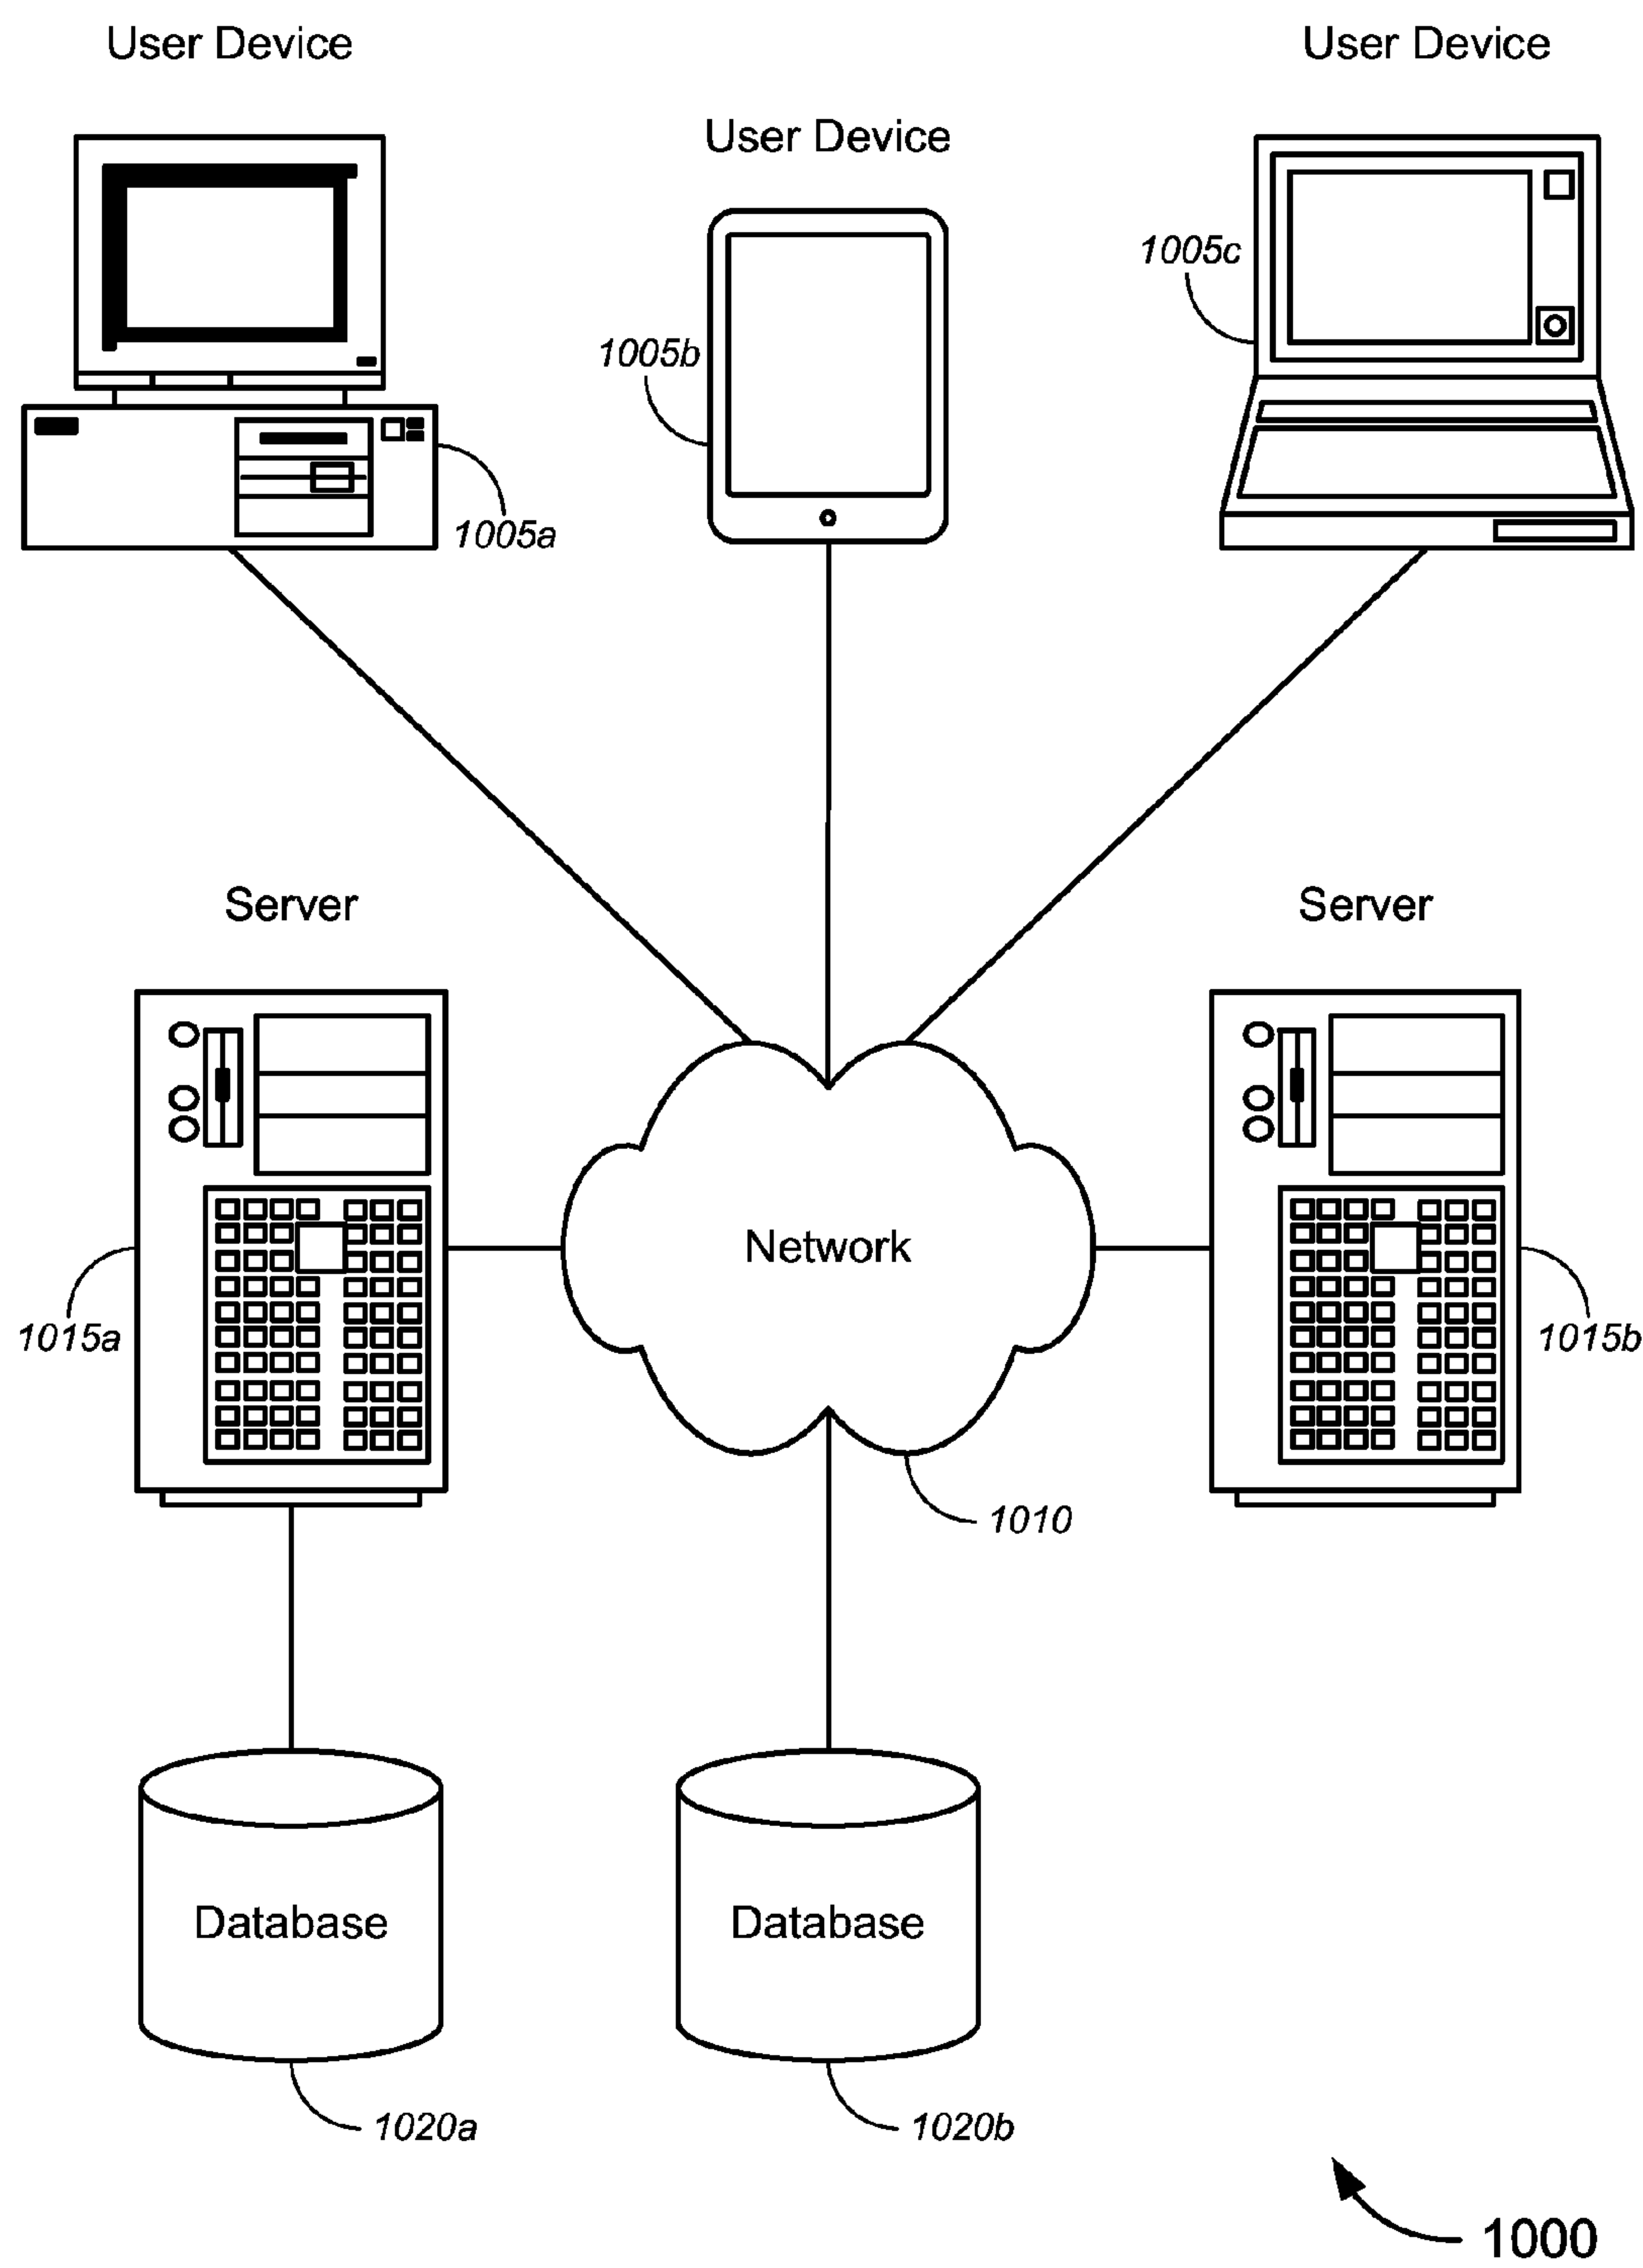 User Device
User Device
User Device
1005c
1005b
1005a
Server
Server
Network
1015a
1015b
1010
Database
Database
1020a
1020b
1000